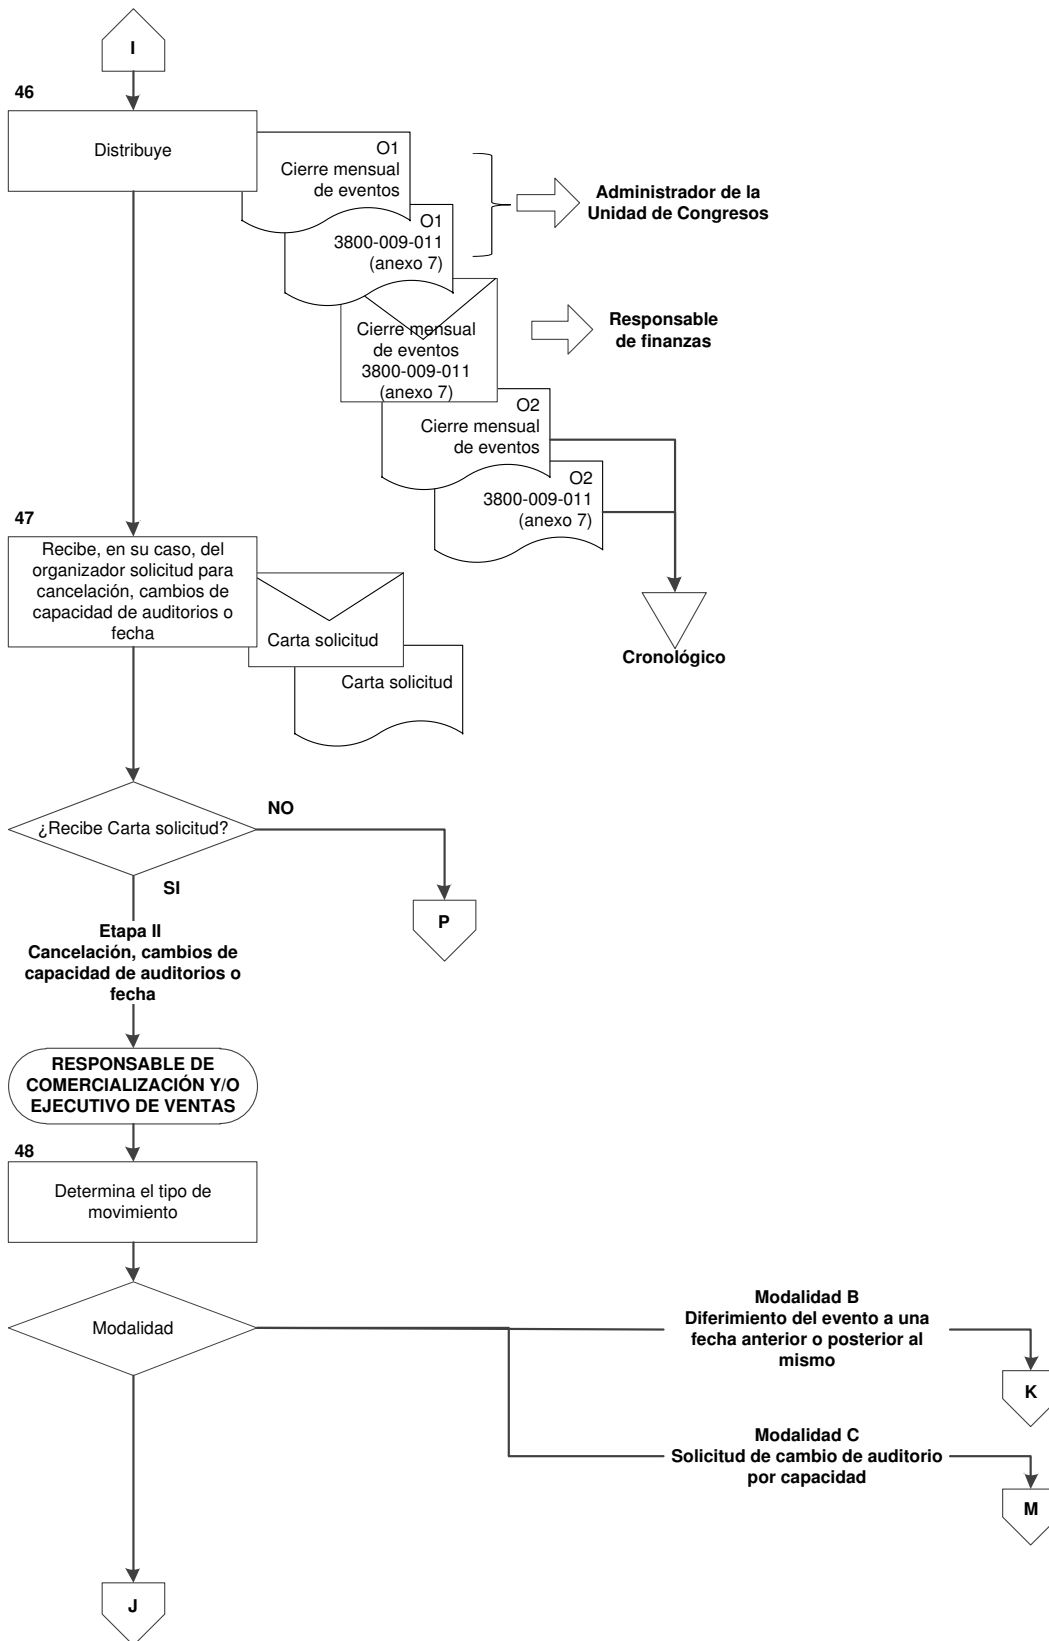 I
46
Distribuye
O1
Cierre mensual
de eventos
O1
3800-009-011
(anexo 7)
Administrador de la
Unidad de Congresos
Cierre mensual
de eventos
3800-009-011
(anexo 7)
Responsable
de finanzas
O2
Cierre mensual
de eventos
O2
3800-009-011
(anexo 7)
Cronológico
47
Recibe, en su caso, del
organizador solicitud para
cancelación, cambios de
capacidad de auditorios o
fecha
Carta solicitud
Carta solicitud
¿Recibe Carta solicitud?
NO
P
SI
Etapa II
Cancelación, cambios de
capacidad de auditorios o
fecha
RESPONSABLE DE
COMERCIALIZACIÓN Y/O
EJECUTIVO DE VENTAS
48
Determina el tipo de
movimiento
Modalidad
Modalidad B
Diferimiento del evento a una
fecha anterior o posterior al
mismo
K
Modalidad C
Solicitud de cambio de auditorio
por capacidad
M
J